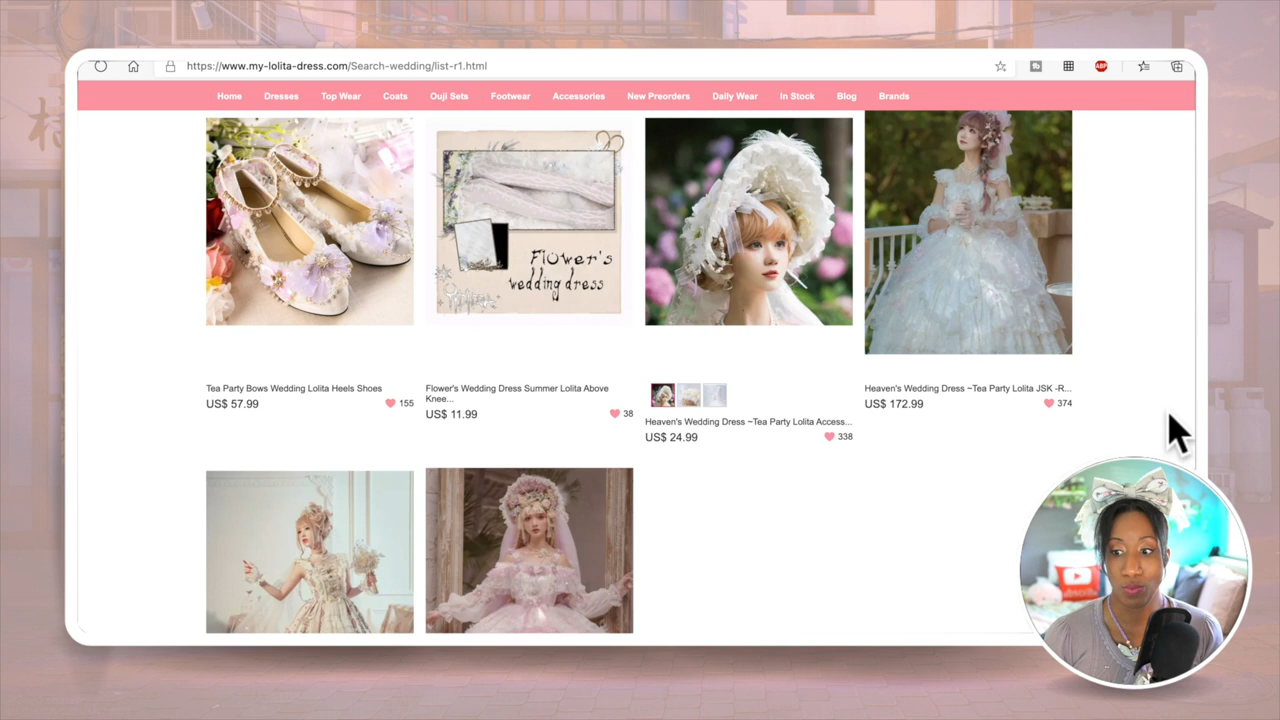 https://www.my-lolita-dress.com/Search-wedding/list-r1.html
ABP
Home Dresses Top Wear Coats Ouji Sets Footwear Accessories New Preorders Daily Wear In Stock Blog Brands
Flower's
wedding dress
Tea Party Bows Wedding Lolita Heels Shoes
US$ 57.99
155
Flower's Wedding Dress Summer Lolita Above
Knee...
US$ 11.99
38
Heaven's Wedding Dress ~Tea Party Lolita Access...
US$ 24.99
338
Heaven's Wedding Dress ~Tea Party Lolita JSK -R...
US$ 172.99
374